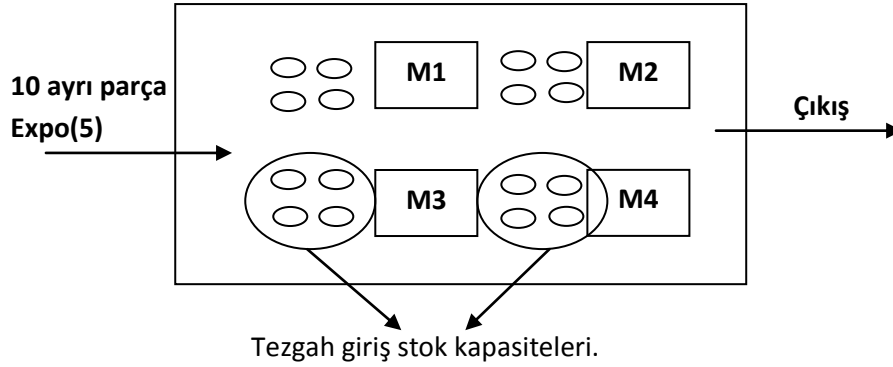 10 ayrı parça
Expo(5)
M1
M2
Çıkış
M3
M4
Tezgah giriş stok kapasiteleri.